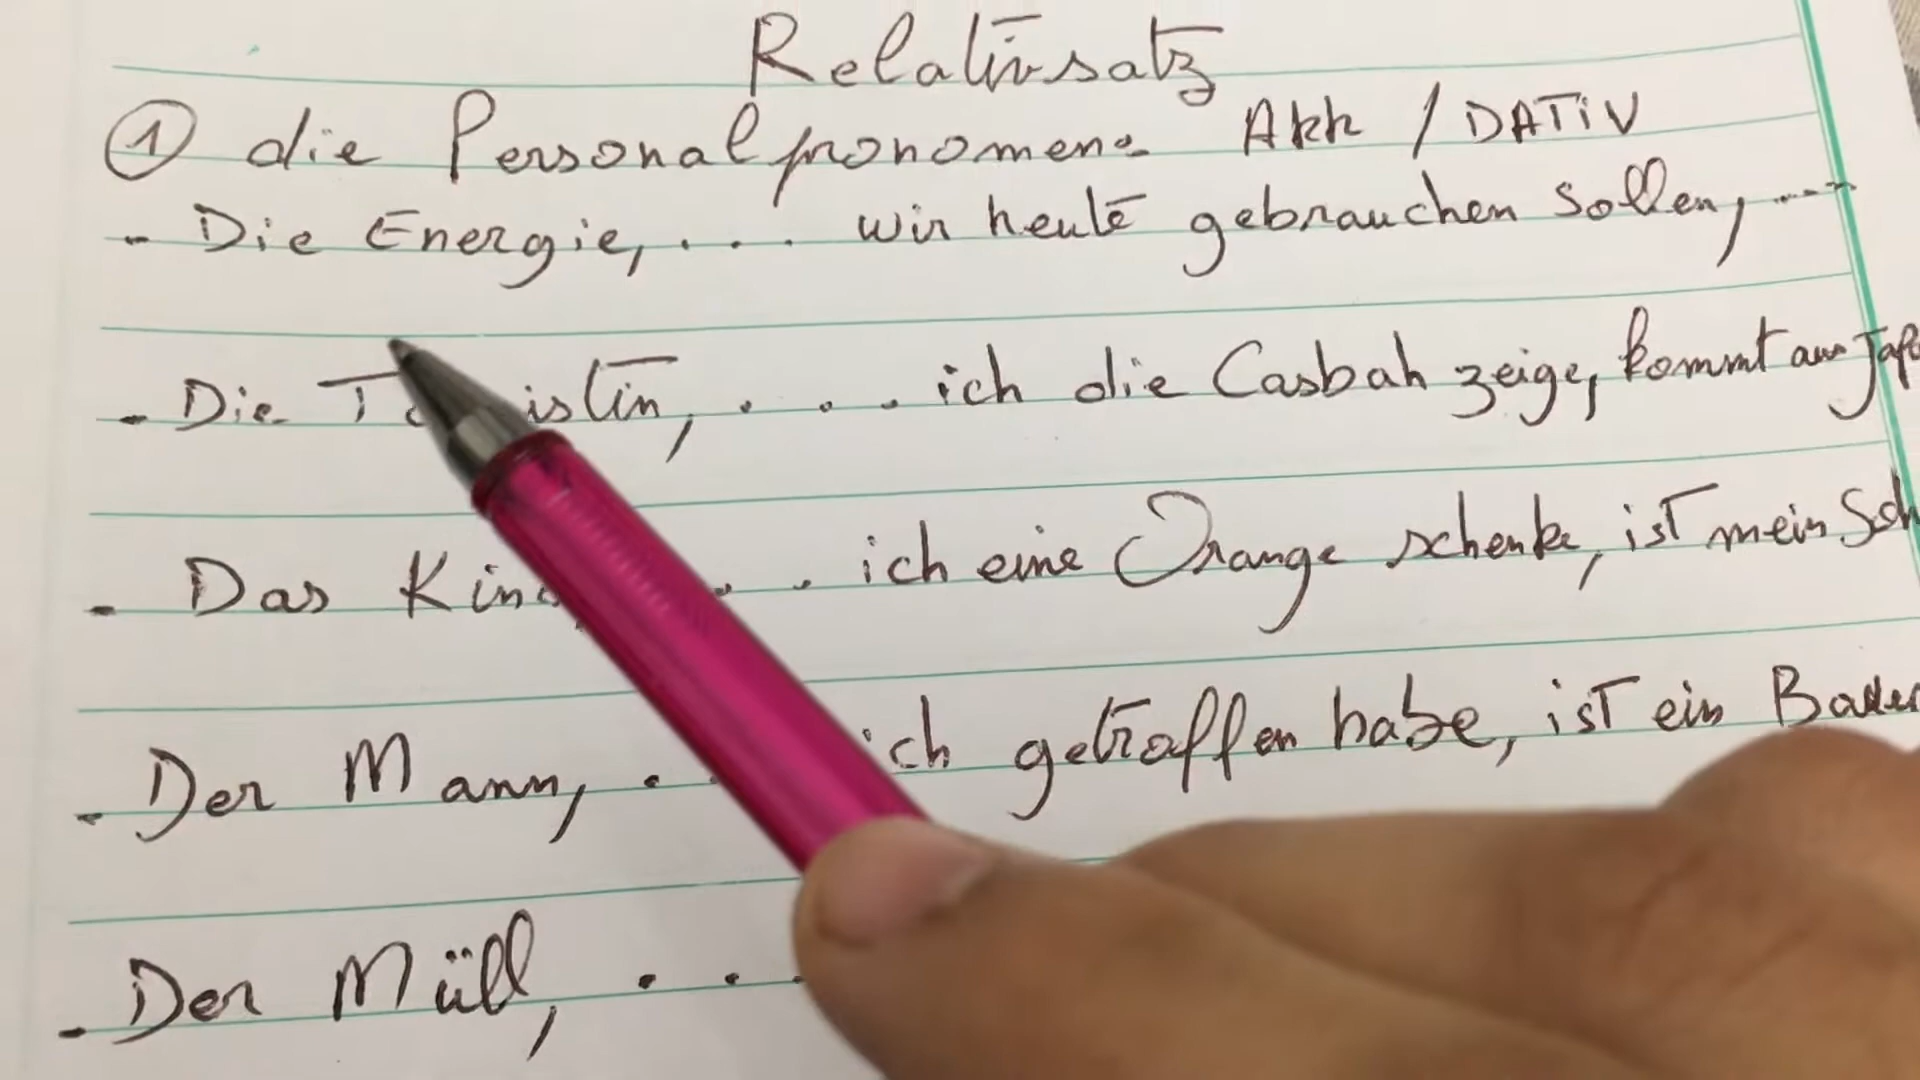 Relativsatz
① die Personalpronomen: Akk / DATiV
- Die Energie, . . . wir heute gebrauchen sollen, ----
- Die . . . ich die Casbah zeige, kommt aus
- Das . . ich eine Orange schenke, ist mein
- Der Mann, . . ich getroffen habe, ist ein
- Der Müll, . . .